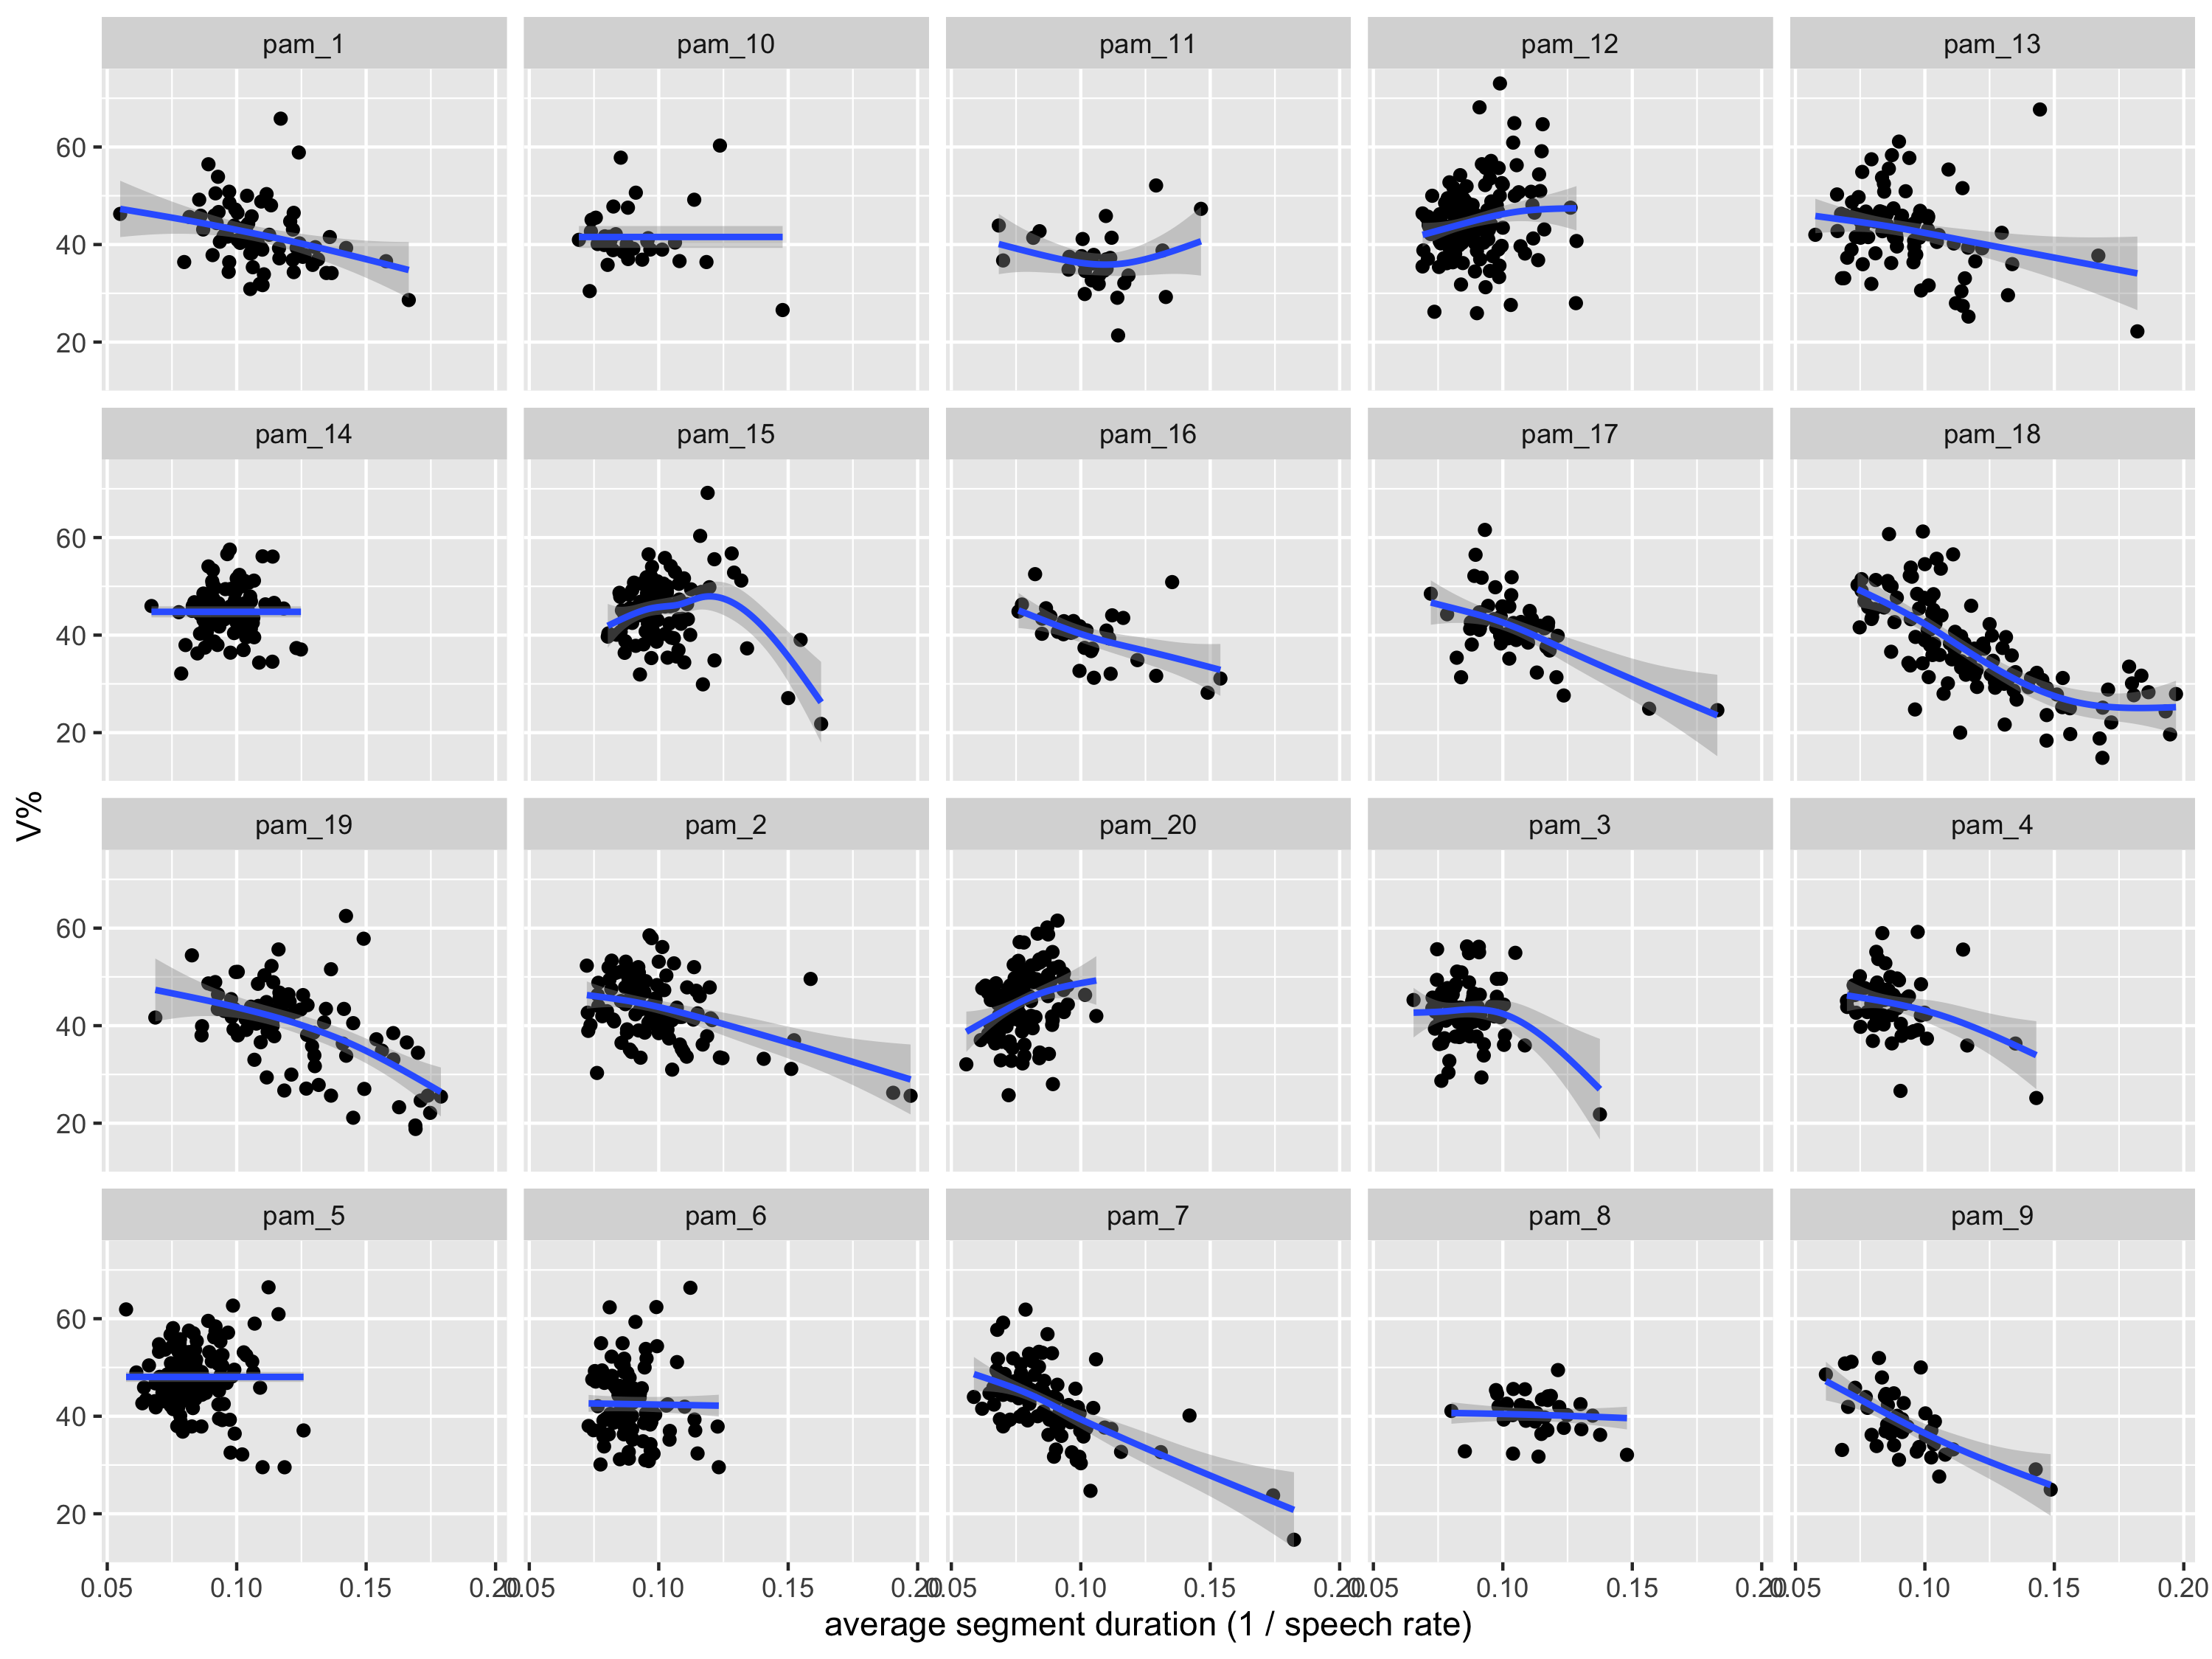 pam_1 pam_10 pam_11 pam_12 pam_13
60
40
20
pam_14 pam_15 pam_16 pam_17 pam_18
60
40
20
V%
pam_19 pam_2 pam_20 pam_3 pam_4
60
40
20
pam_5 pam_6 pam_7 pam_8 pam_9
60
40
20
0.05 0.10 0.15 0.20 0.05 0.10 0.15 0.20 0.05 0.10 0.15 0.20 0.05 0.10 0.15 0.20 0.05 0.10 0.15 0.20
average segment duration (1 / speech rate)